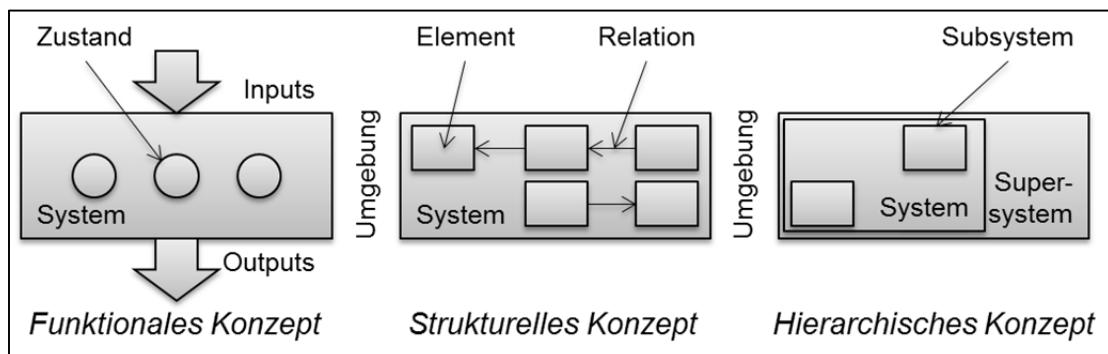 Zustand
Inputs
System
Outputs
Funktionales Konzept
Umgebung
Element
Relation
System
Strukturelles Konzept
Umgebung
Subsystem
System
Super-
system
Hierarchisches Konzept